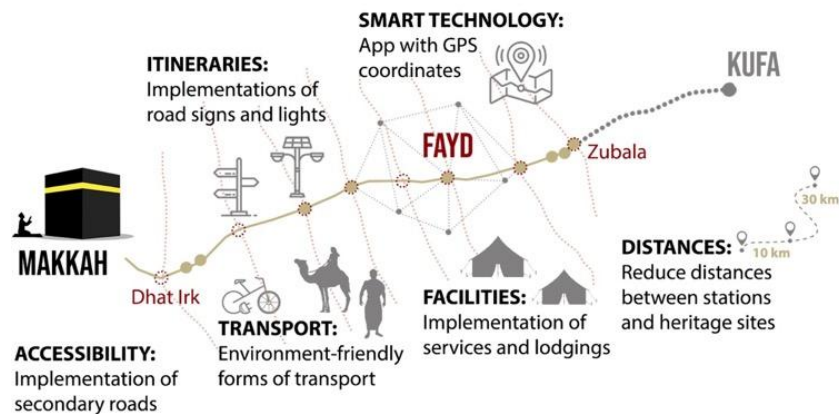 SMART TECHNOLOGY:
App with GPS
coordinates
KUFA
ITINERARIES:
Implementations of
road signs and lights
FAYD
Zubala
MAKKAH
Dhat Irk
30 km
10 km
DISTANCES:
Reduce distances
between stations
and heritage sites
FACILITIES:
Implementation of
services and lodgings
TRANSPORT:
Environment-friendly
forms of transport
ACCESSIBILITY:
Implementation of
secondary roads